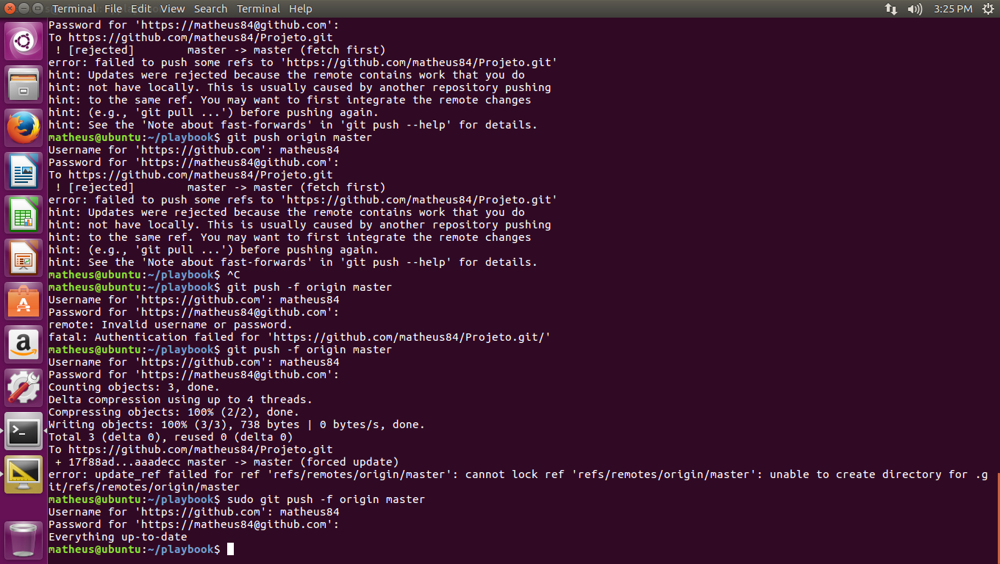 Terminal File Edit View Search Terminal Help 3:25 PM
Password for 'https://matheus84@github.com':
To https://github.com/matheus84/Projeto.git
 ! [rejected]        master -> master (fetch first)
error: failed to push some refs to 'https://github.com/matheus84/Projeto.git'
hint: Updates were rejected because the remote contains work that you do
hint: not have locally. This is usually caused by another repository pushing
hint: to the same ref. You may want to first integrate the remote changes
hint: (e.g., 'git pull ...') before pushing again.
hint: See the 'Note about fast-forwards' in 'git push --help' for details.
matheus@ubuntu:~/playbook$ git push origin master
Username for 'https://github.com': matheus84
Password for 'https://matheus84@github.com':
To https://github.com/matheus84/Projeto.git
 ! [rejected]        master -> master (fetch first)
error: failed to push some refs to 'https://github.com/matheus84/Projeto.git'
hint: Updates were rejected because the remote contains work that you do
hint: not have locally. This is usually caused by another repository pushing
hint: to the same ref. You may want to first integrate the remote changes
hint: (e.g., 'git pull ...') before pushing again.
hint: See the 'Note about fast-forwards' in 'git push --help' for details.
matheus@ubuntu:~/playbook$ ^C
matheus@ubuntu:~/playbook$ git push -f origin master
Username for 'https://github.com': matheus84
Password for 'https://matheus84@github.com':
remote: Invalid username or password.
fatal: Authentication failed for 'https://github.com/matheus84/Projeto.git/'
matheus@ubuntu:~/playbook$ git push -f origin master
Username for 'https://github.com': matheus84
Password for 'https://matheus84@github.com':
Counting objects: 3, done.
Delta compression using up to 4 threads.
Compressing objects: 100% (2/2), done.
Writing objects: 100% (3/3), 738 bytes | 0 bytes/s, done.
Total 3 (delta 0), reused 0 (delta 0)
To https://github.com/matheus84/Projeto.git
 + 17f88ad...aaadecc master -> master (forced update)
error: update_ref failed for ref 'refs/remotes/origin/master': cannot lock ref 'refs/remotes/origin/master': unable to create directory for .g
it/refs/remotes/origin/master
matheus@ubuntu:~/playbook$ sudo git push -f origin master
Username for 'https://github.com': matheus84
Password for 'https://matheus84@github.com':
Everything up-to-date
matheus@ubuntu:~/playbook$